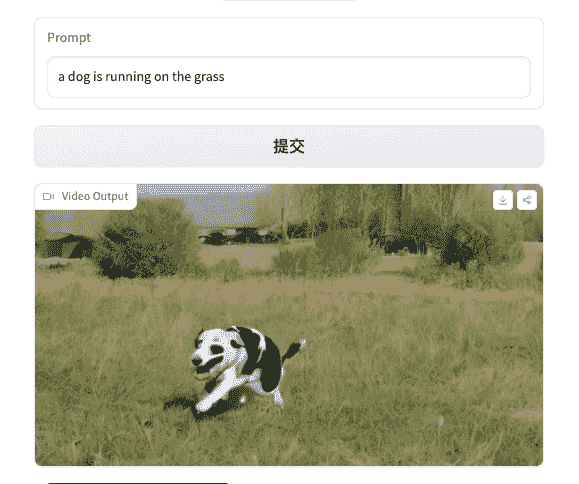 Prompt
a dog is running on the grass
提交
Video Output